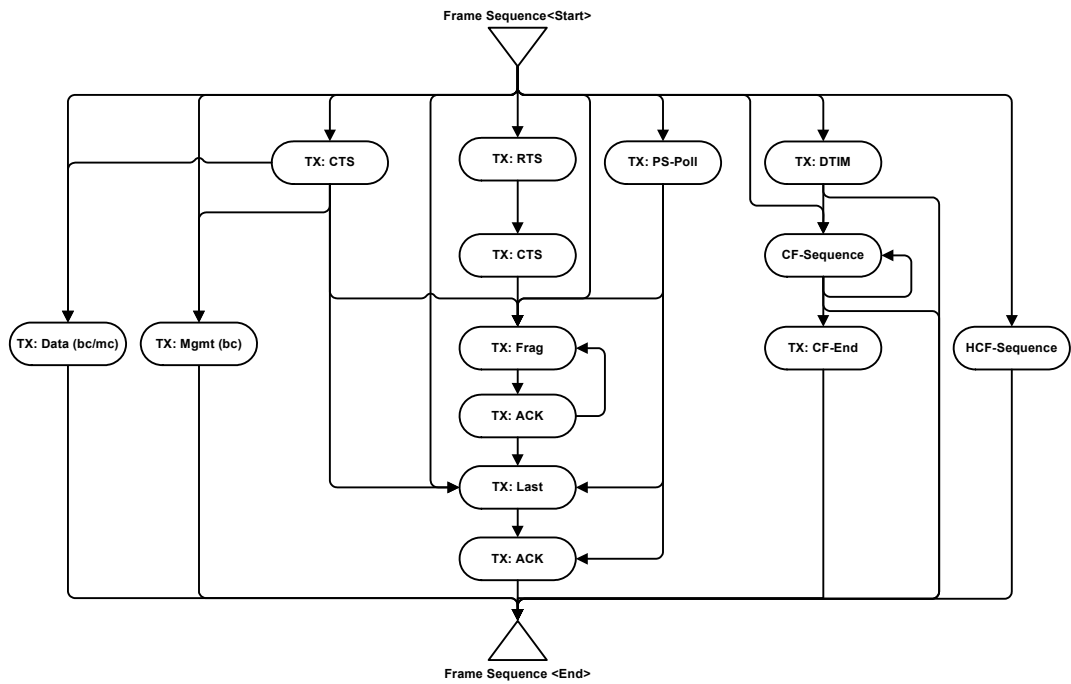 Frame Sequence<Start>
TX: CTS
TX: RTS
TX: PS-Poll
TX: DTIM
TX: CTS
CF-Sequence
TX: Data (bc/mc)
TX: Mgmt (bc)
TX: Frag
TX: CF-End
HCF-Sequence
TX: ACK
TX: Last
TX: ACK
Frame Sequence <End>